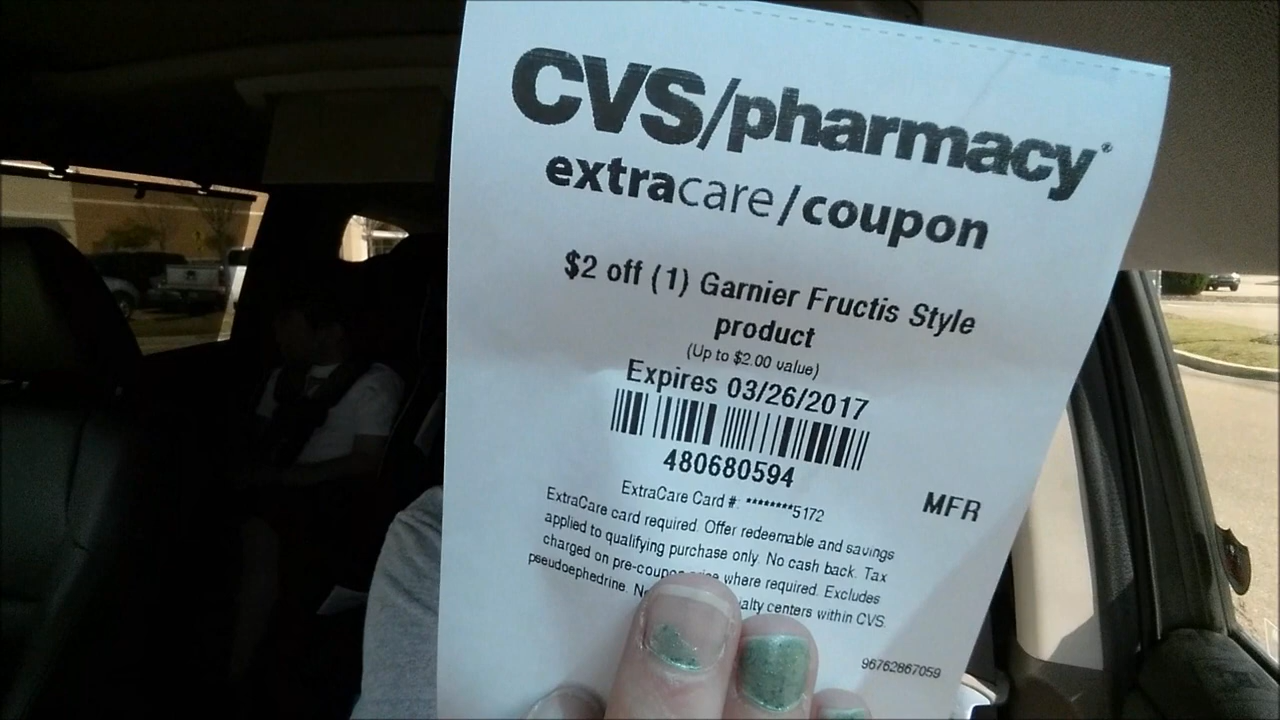 CVS/pharmacy®
extracare/coupon
$2 off (1) Garnier Fructis Style
product
(Up to $2.00 value)
Expires 03/26/2017
480680594
ExtraCare Card #: ********5172
MFR
ExtraCare card required. Offer redeemable and savings
applied to qualifying purchase only. No cash back. Tax
charged on pre-coupon where required. Excludes
pseudoephedrine. centers within CVS.
96762867059